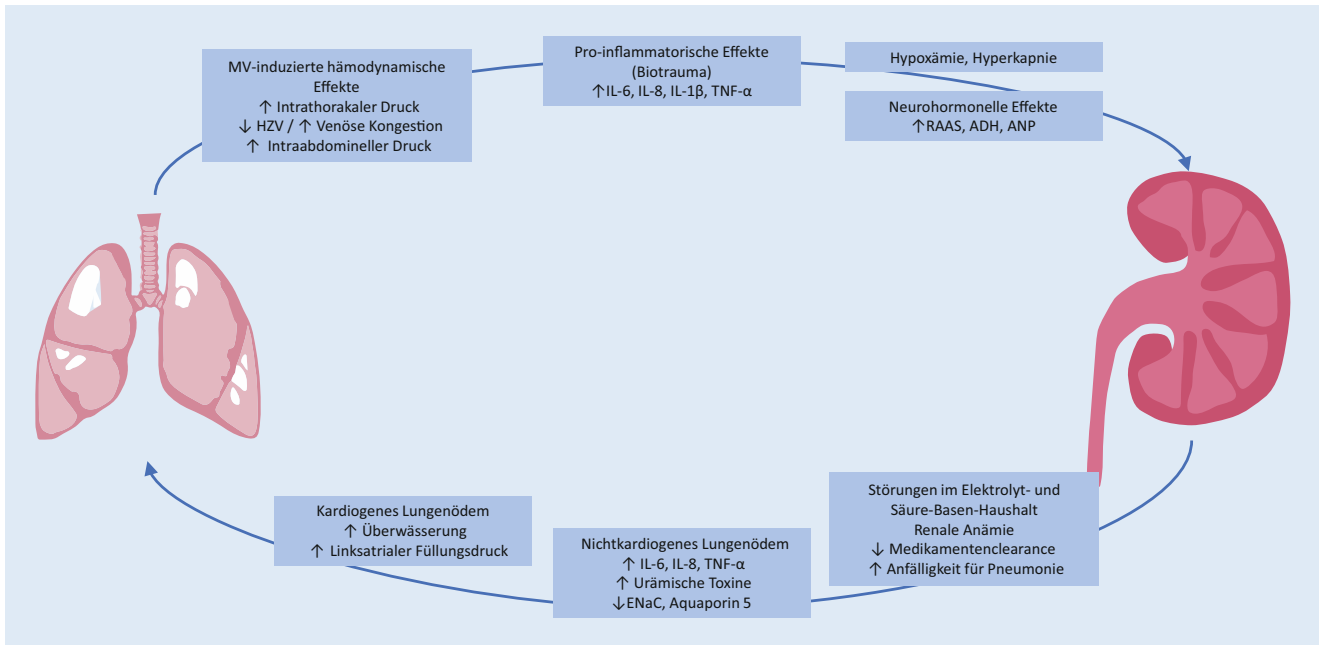 MV-induzierte hämodynamische
Effekte
↑ Intrathorakaler Druck
↓ HZV / ↑ Venöse Kongestion
↑ Intraabdomineller Druck
Pro-inflammatorische Effekte
(Biotrauma)
↑IL-6, IL-8, IL-1β, TNF-α
Hypoxämie, Hyperkapnie
Neurohormonelle Effekte
↑RAAS, ADH, ANP
Störungen im Elektrolyt- und
Säure-Basen-Haushalt
Renale Anämie
↓ Medikamentenclearance
↑ Anfälligkeit für Pneumonie
Nichtkardiogenes Lungenödem
↑ IL-6, IL-8, TNF-α
↑ Urämische Toxine
↓ENaC, Aquaporin 5
Kardiogenes Lungenödem
↑ Überwässerung
↑ Linksatrialer Füllungsdruck